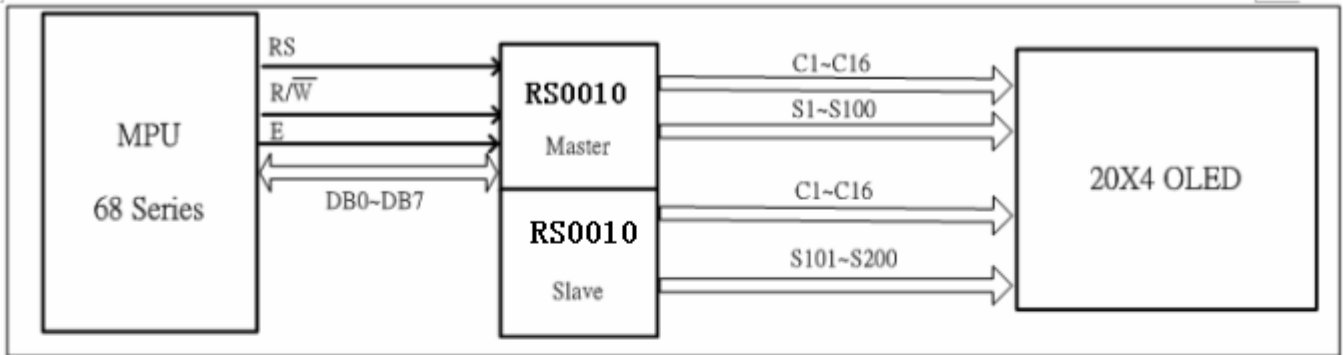 MPU
68 Series
RS
R/W̅
E
DB0~DB7
RS0010
Master
RS0010
Slave
C1~C16
S1~S100
C1~C16
S101~S200
20X4 OLED